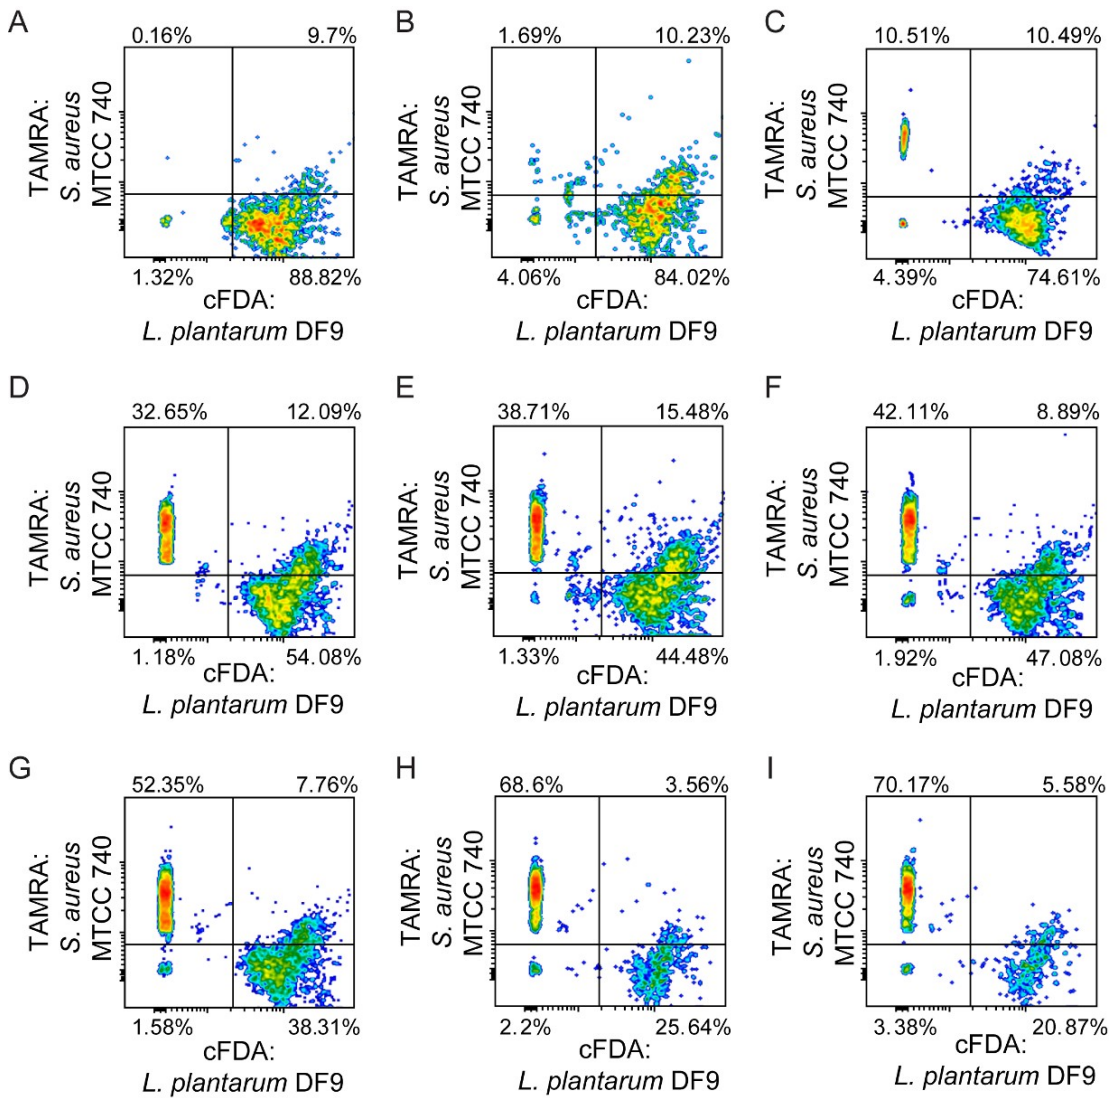 A
B
C
0.16% 9.7%
1.69% 10.23%
10.51% 10.49%
TAMRA:
S. aureus
MTCC 740
TAMRA:
S. aureus
MTCC 740
TAMRA:
S. aureus
MTCC 740
1.32% 88.82%
4.06% 84.02%
4.39% 74.61%
cFDA:
L. plantarum DF9
cFDA:
L. plantarum DF9
cFDA:
L. plantarum DF9
D
E
F
32.65% 12.09%
38.71% 15.48%
42.11% 8.89%
TAMRA:
S. aureus
MTCC 740
TAMRA:
S. aureus
MTCC 740
TAMRA:
S. aureus
MTCC 740
1.18% 54.08%
1.33% 44.48%
1.92% 47.08%
cFDA:
L. plantarum DF9
cFDA:
L. plantarum DF9
cFDA:
L. plantarum DF9
G
H
I
52.35% 7.76%
68.6% 3.56%
70.17% 5.58%
TAMRA:
S. aureus
MTCC 740
TAMRA:
S. aureus
MTCC 740
TAMRA:
S. aureus
MTCC 740
1.58% 38.31%
2.2% 25.64%
3.38% 20.87%
cFDA:
L. plantarum DF9
cFDA:
L. plantarum DF9
cFDA:
L. plantarum DF9